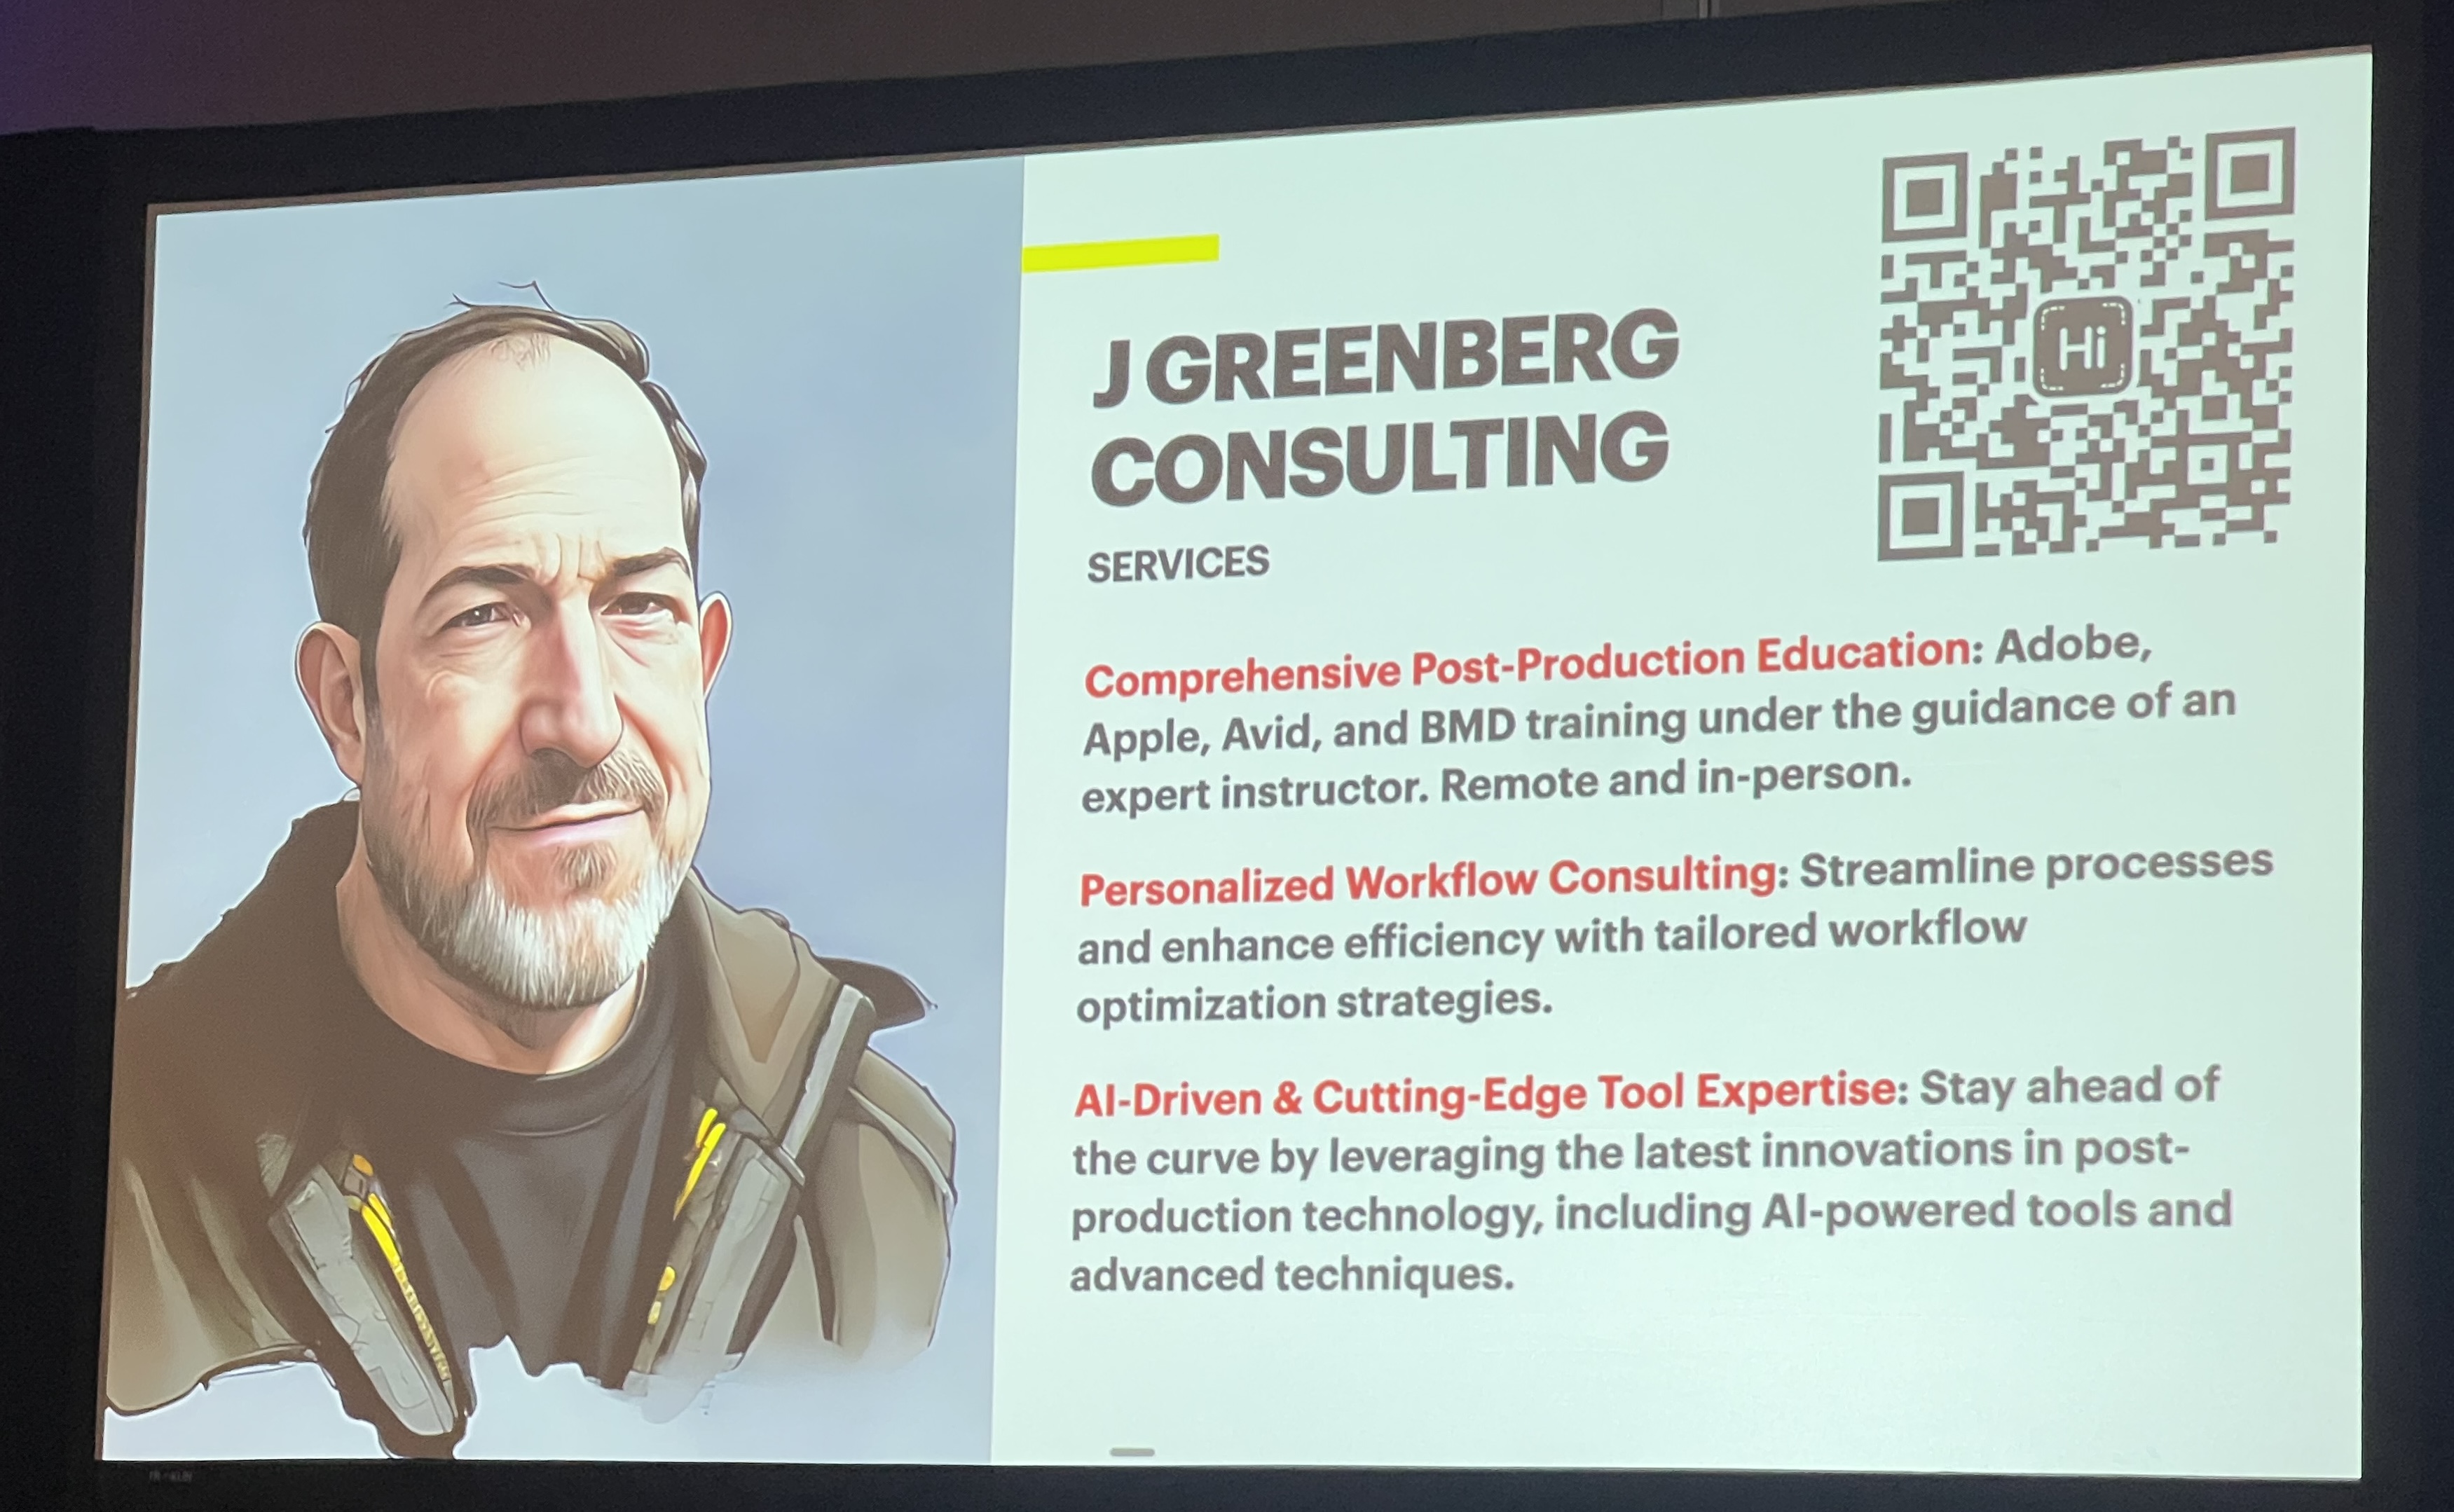 J GREENBERG
CONSULTING
Hi
SERVICES
Comprehensive Post-Production Education: Adobe,
Apple, Avid, and BMD training under the guidance of an
expert instructor. Remote and in-person.
Personalized Workflow Consulting: Streamline processes
and enhance efficiency with tailored workflow
optimization strategies.
AI-Driven & Cutting-Edge Tool Expertise: Stay ahead of
the curve by leveraging the latest innovations in post-
production technology, including AI-powered tools and
advanced techniques.